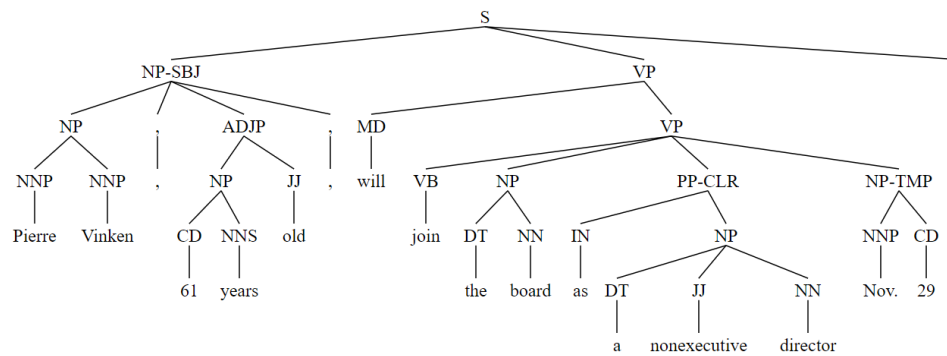 S
NP-SBJ VP
NP , ADJP , MD VP
NNP NNP , NP JJ , will VB NP PP-CLR NP-TMP
Pierre Vinken CD NNS old join DT NN IN NP NNP CD
61 years the board as DT JJ NN Nov. 29
a nonexecutive director